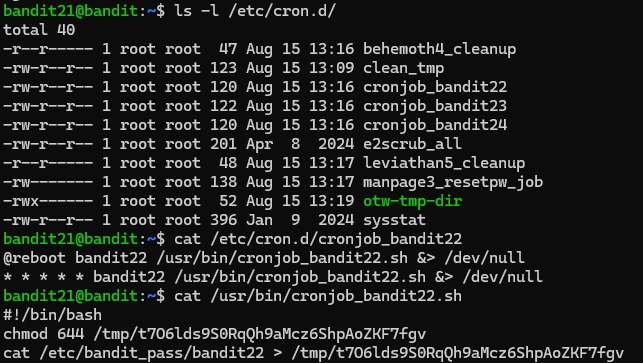 bandit21@bandit:~$ ls -l /etc/cron.d/
total 40
-r--r----- 1 root root  47 Aug 15 13:16 behemoth4_cleanup
-rw-r--r-- 1 root root 123 Aug 15 13:09 clean_tmp
-rw-r--r-- 1 root root 120 Aug 15 13:16 cronjob_bandit22
-rw-r--r-- 1 root root 122 Aug 15 13:16 cronjob_bandit23
-rw-r--r-- 1 root root 120 Aug 15 13:16 cronjob_bandit24
-rw-r--r-- 1 root root 201 Apr  8  2024 e2scrub_all
-r--r----- 1 root root  48 Aug 15 13:17 leviathan5_cleanup
-rw------- 1 root root 138 Aug 15 13:17 manpage3_resetpw_job
-rwx------ 1 root root  52 Aug 15 13:19 otw-tmp-dir
-rw-r--r-- 1 root root 396 Jan  9  2024 sysstat
bandit21@bandit:~$ cat /etc/cron.d/cronjob_bandit22
@reboot bandit22 /usr/bin/cronjob_bandit22.sh &> /dev/null
* * * * * bandit22 /usr/bin/cronjob_bandit22.sh &> /dev/null
bandit21@bandit:~$ cat /usr/bin/cronjob_bandit22.sh
#!/bin/bash
chmod 644 /tmp/t7O6lds9S0RqQh9aMcz6ShpAoZKF7fgv
cat /etc/bandit_pass/bandit22 > /tmp/t7O6lds9S0RqQh9aMcz6ShpAoZKF7fgv